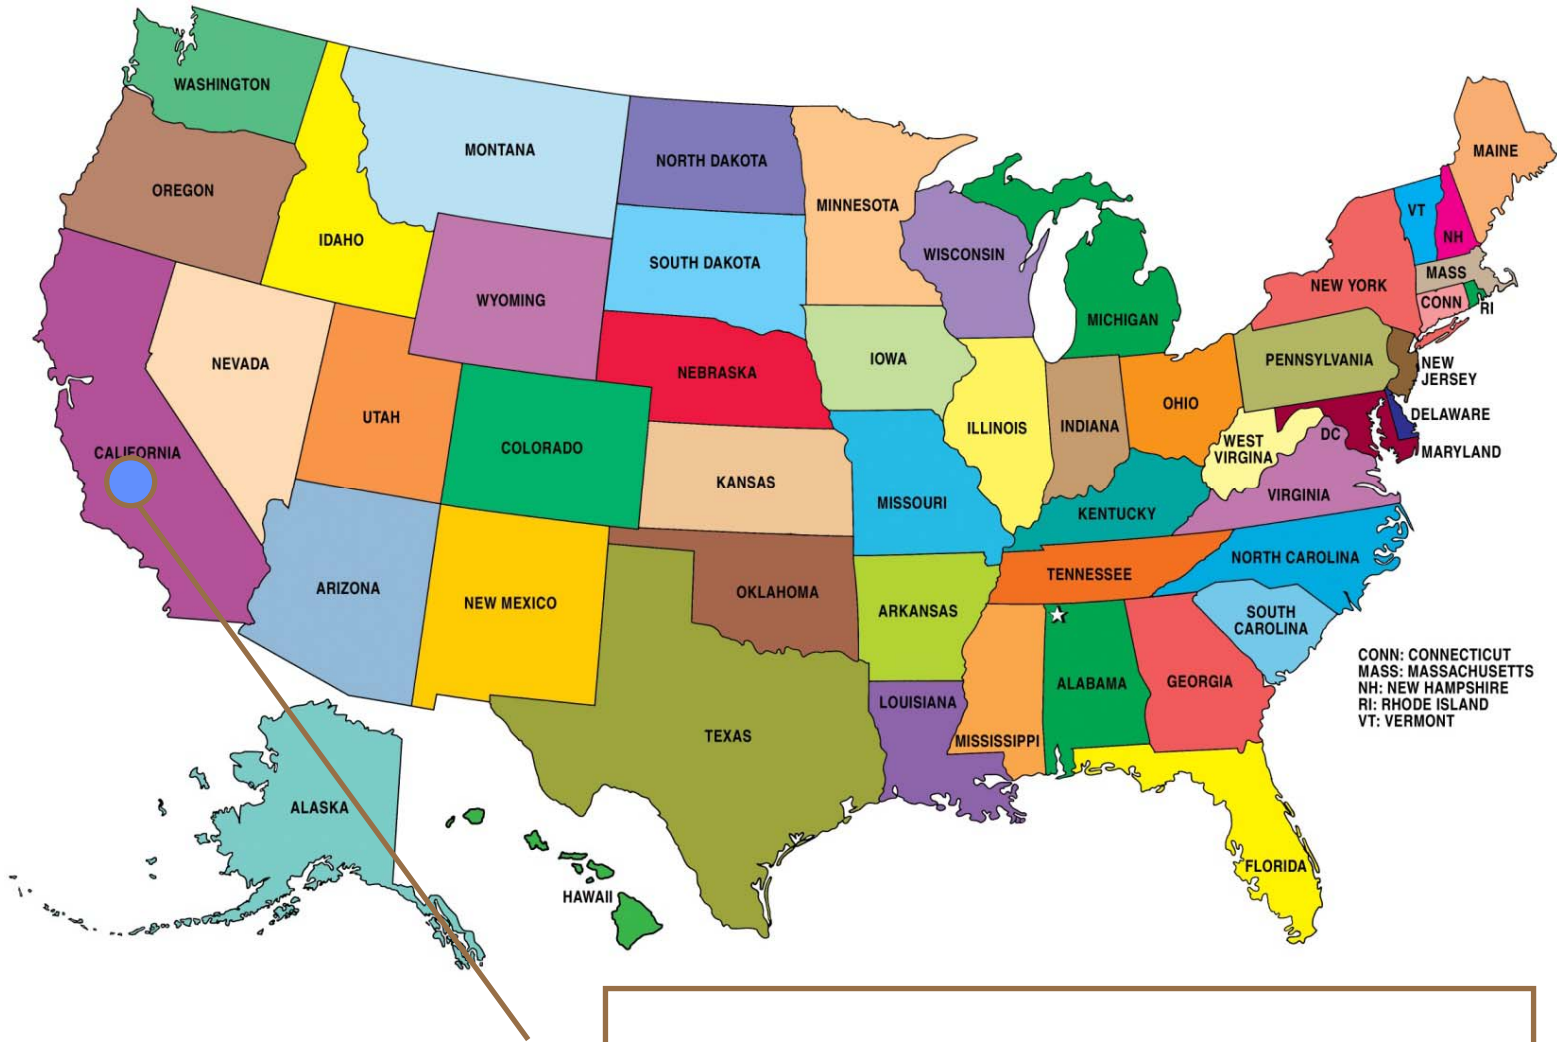 WASHINGTON
MONTANA
NORTH DAKOTA
MINNESOTA
MAINE
OREGON
IDAHO
VT
NH
WISCONSIN
SOUTH DAKOTA
WYOMING
MASS
NEW YORK
CONN
RI
MICHIGAN
NEVADA
IOWA
PENNSYLVANIA
NEBRASKA
NEW
JERSEY
UTAH
OHIO
DELAWARE
ILLINOIS
INDIANA
DC
WEST
VIRGINA
MARYLAND
CALIFORNIA
COLORADO
KANSAS
MISSOURI
VIRGINIA
KENTUCKY
NORTH CAROLINA
TENNESSEE
ARIZONA
NEW MEXICO
OKLAHOMA
ARKANSAS
SOUTH
CAROLINA
CONN: CONNECTICUT
MASS: MASSACHUSETTS
NH: NEW HAMPSHIRE
RI: RHODE ISLAND
VT: VERMONT
ALABAMA
GEORGIA
LOUISIANA
TEXAS
MISSISSIPPI
ALASKA
FLORIDA
HAWAII